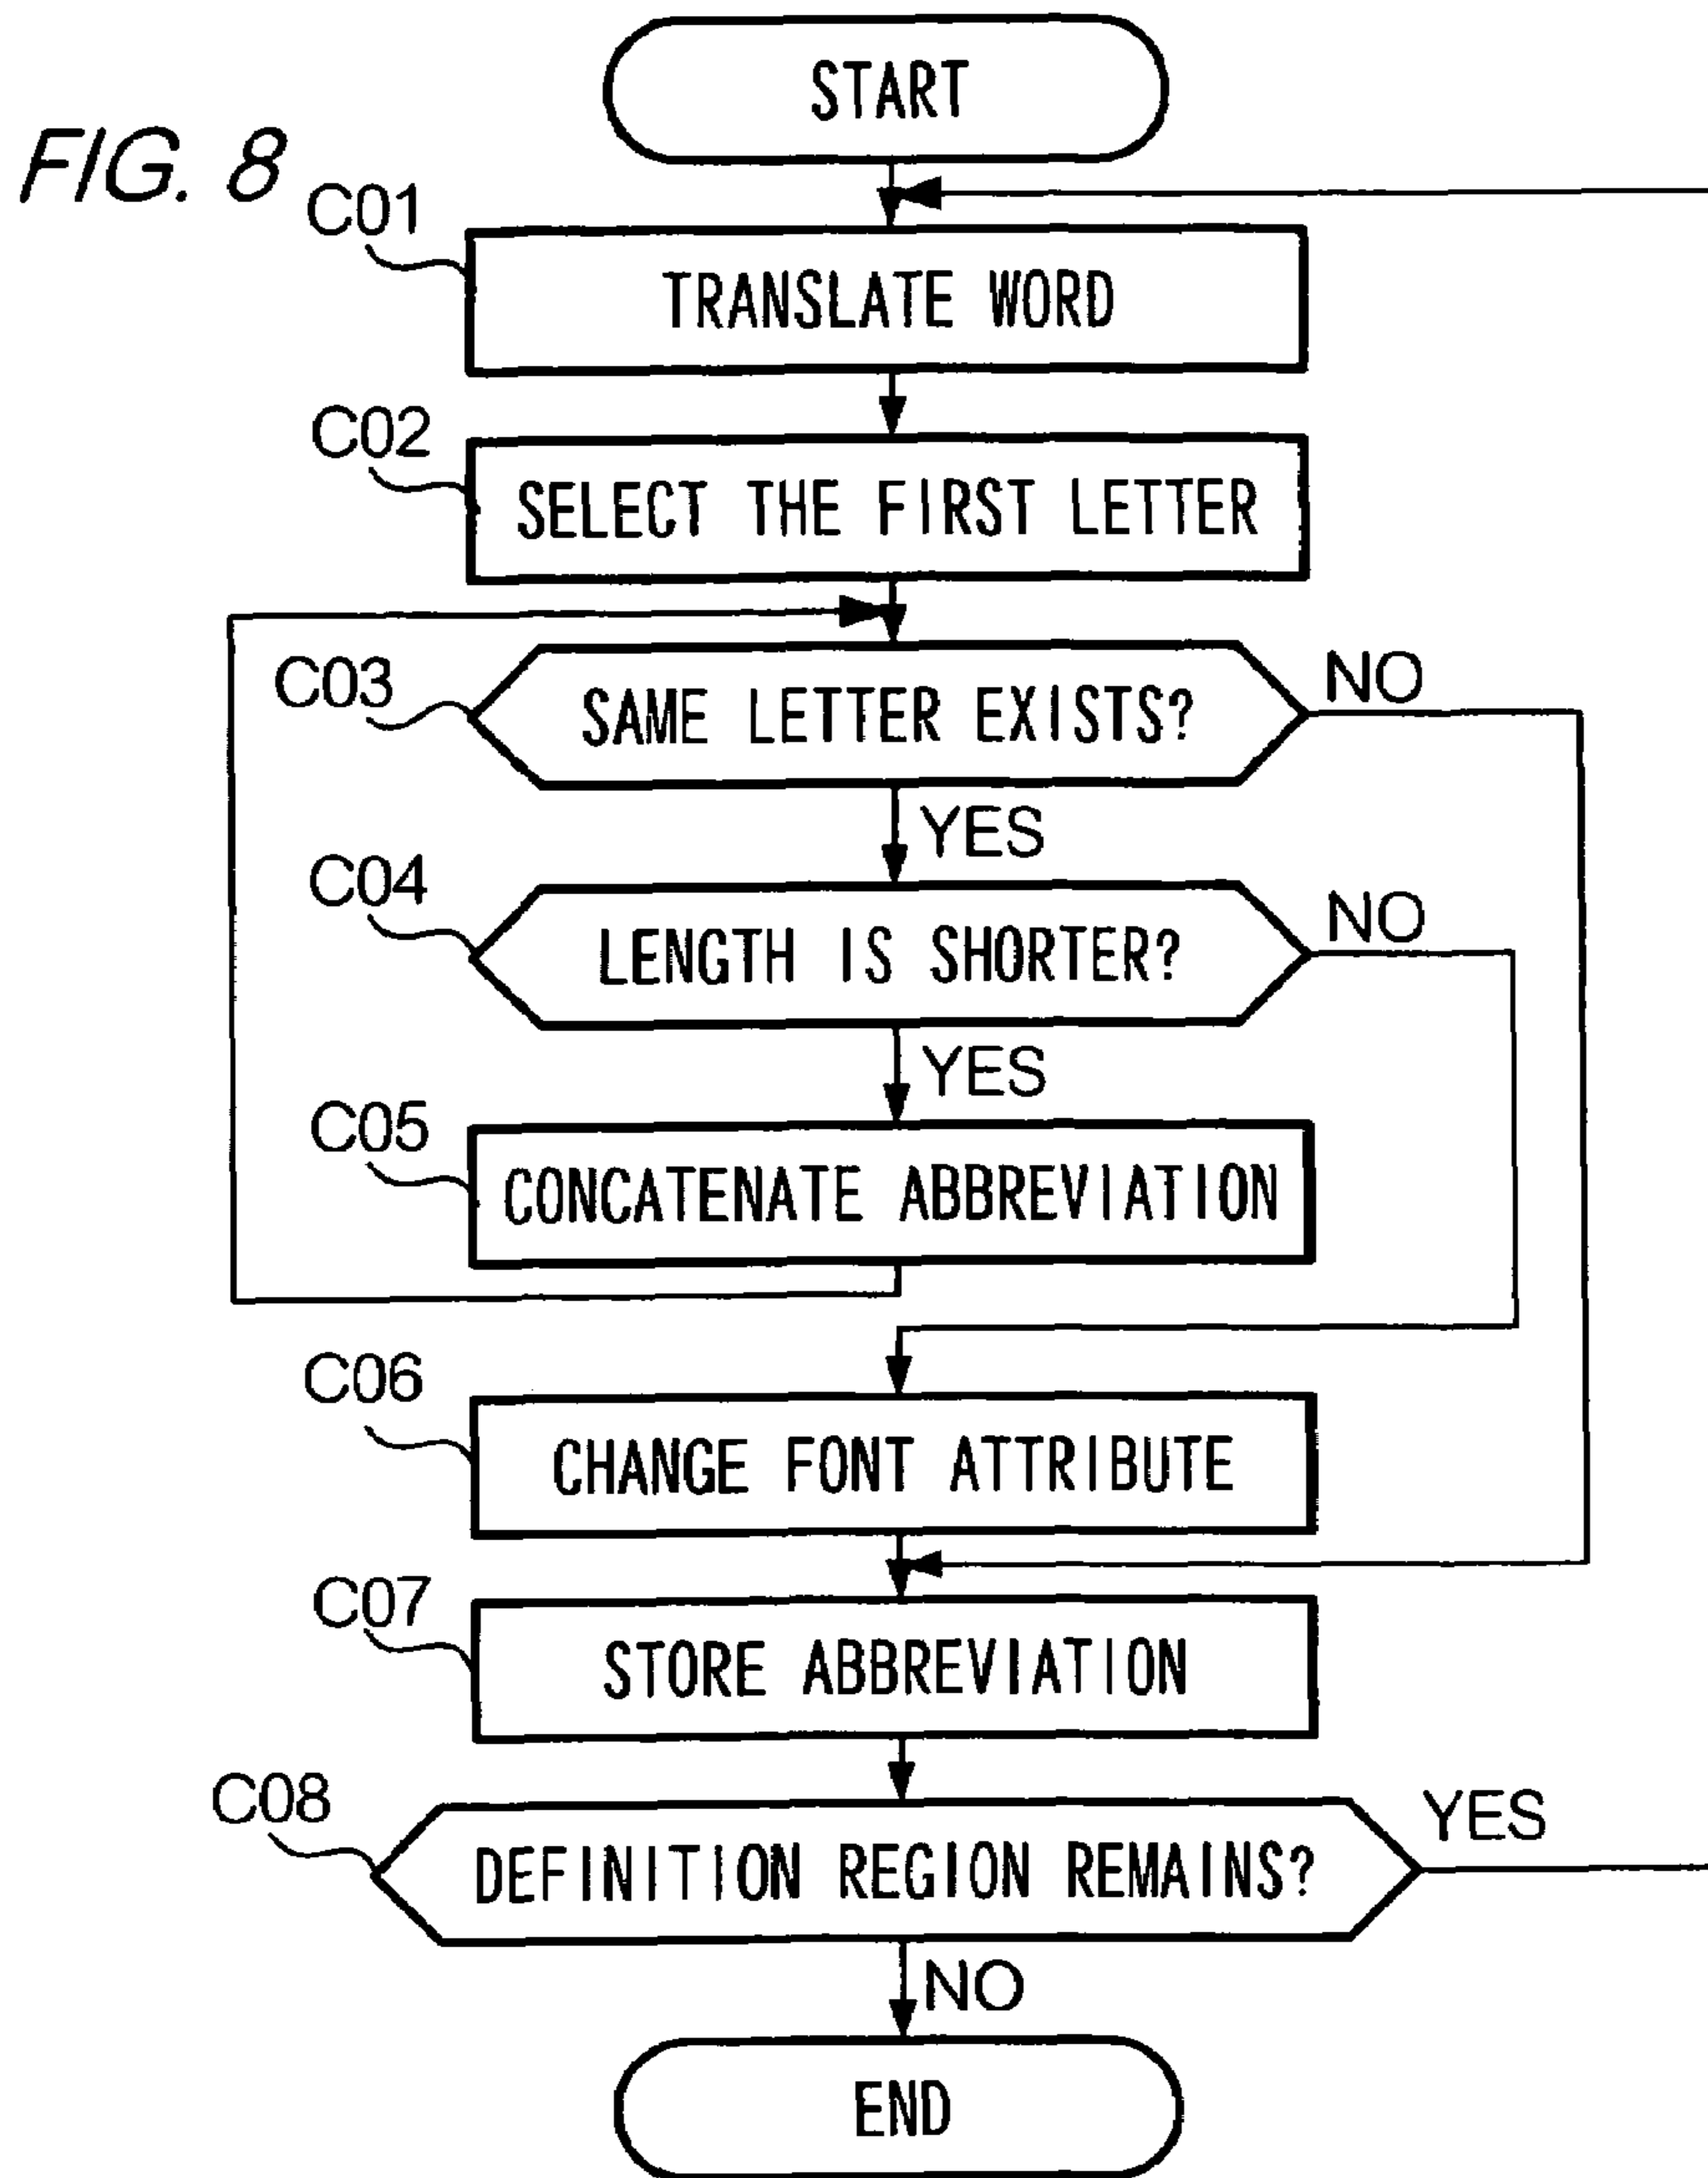 START
FIG. 8
C01
TRANSLATE WORD
C02
SELECT THE FIRST LETTER
C03
SAME LETTER EXISTS?
NO
YES
C04
LENGTH IS SHORTER?
NO
YES
C05
CONCATENATE ABBREVIATION
C06
CHANGE FONT ATTRIBUTE
C07
STORE ABBREVIATION
C08
DEFINITION REGION REMAINS?
YES
NO
END